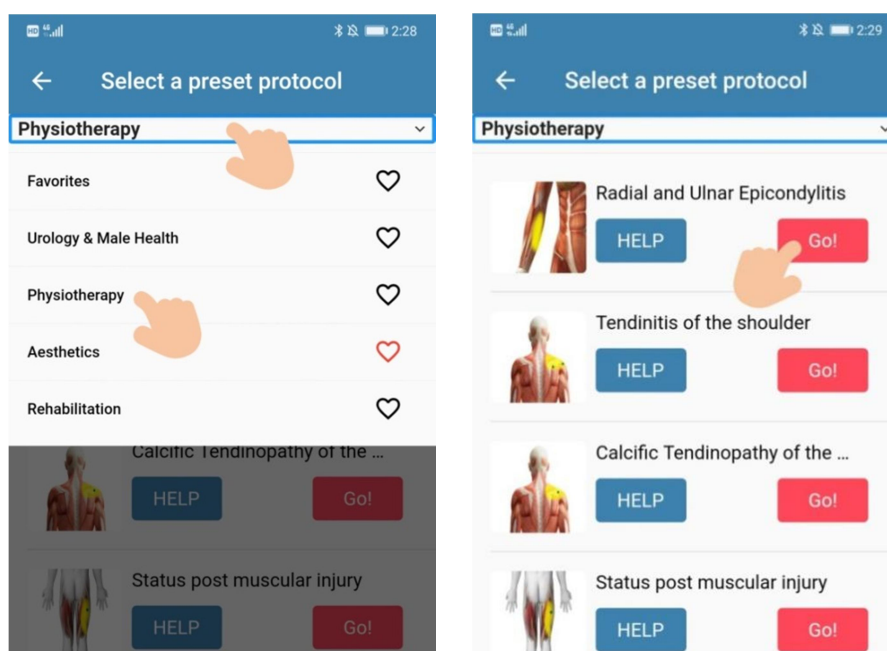 HD 2:28
Select a preset protocol
Physiotherapy
Favorites
Urology & Male Health
Physiotherapy
Aesthetics
Rehabilitation
Calcific Tendinopathy of the ...
HELP Go!
Status post muscular injury
HELP Go!
HD 2:29
Select a preset protocol
Physiotherapy
Radial and Ulnar Epicondylitis
HELP Go!
Tendinitis of the shoulder
HELP Go!
Calcific Tendinopathy of the ...
HELP Go!
Status post muscular injury
HELP Go!